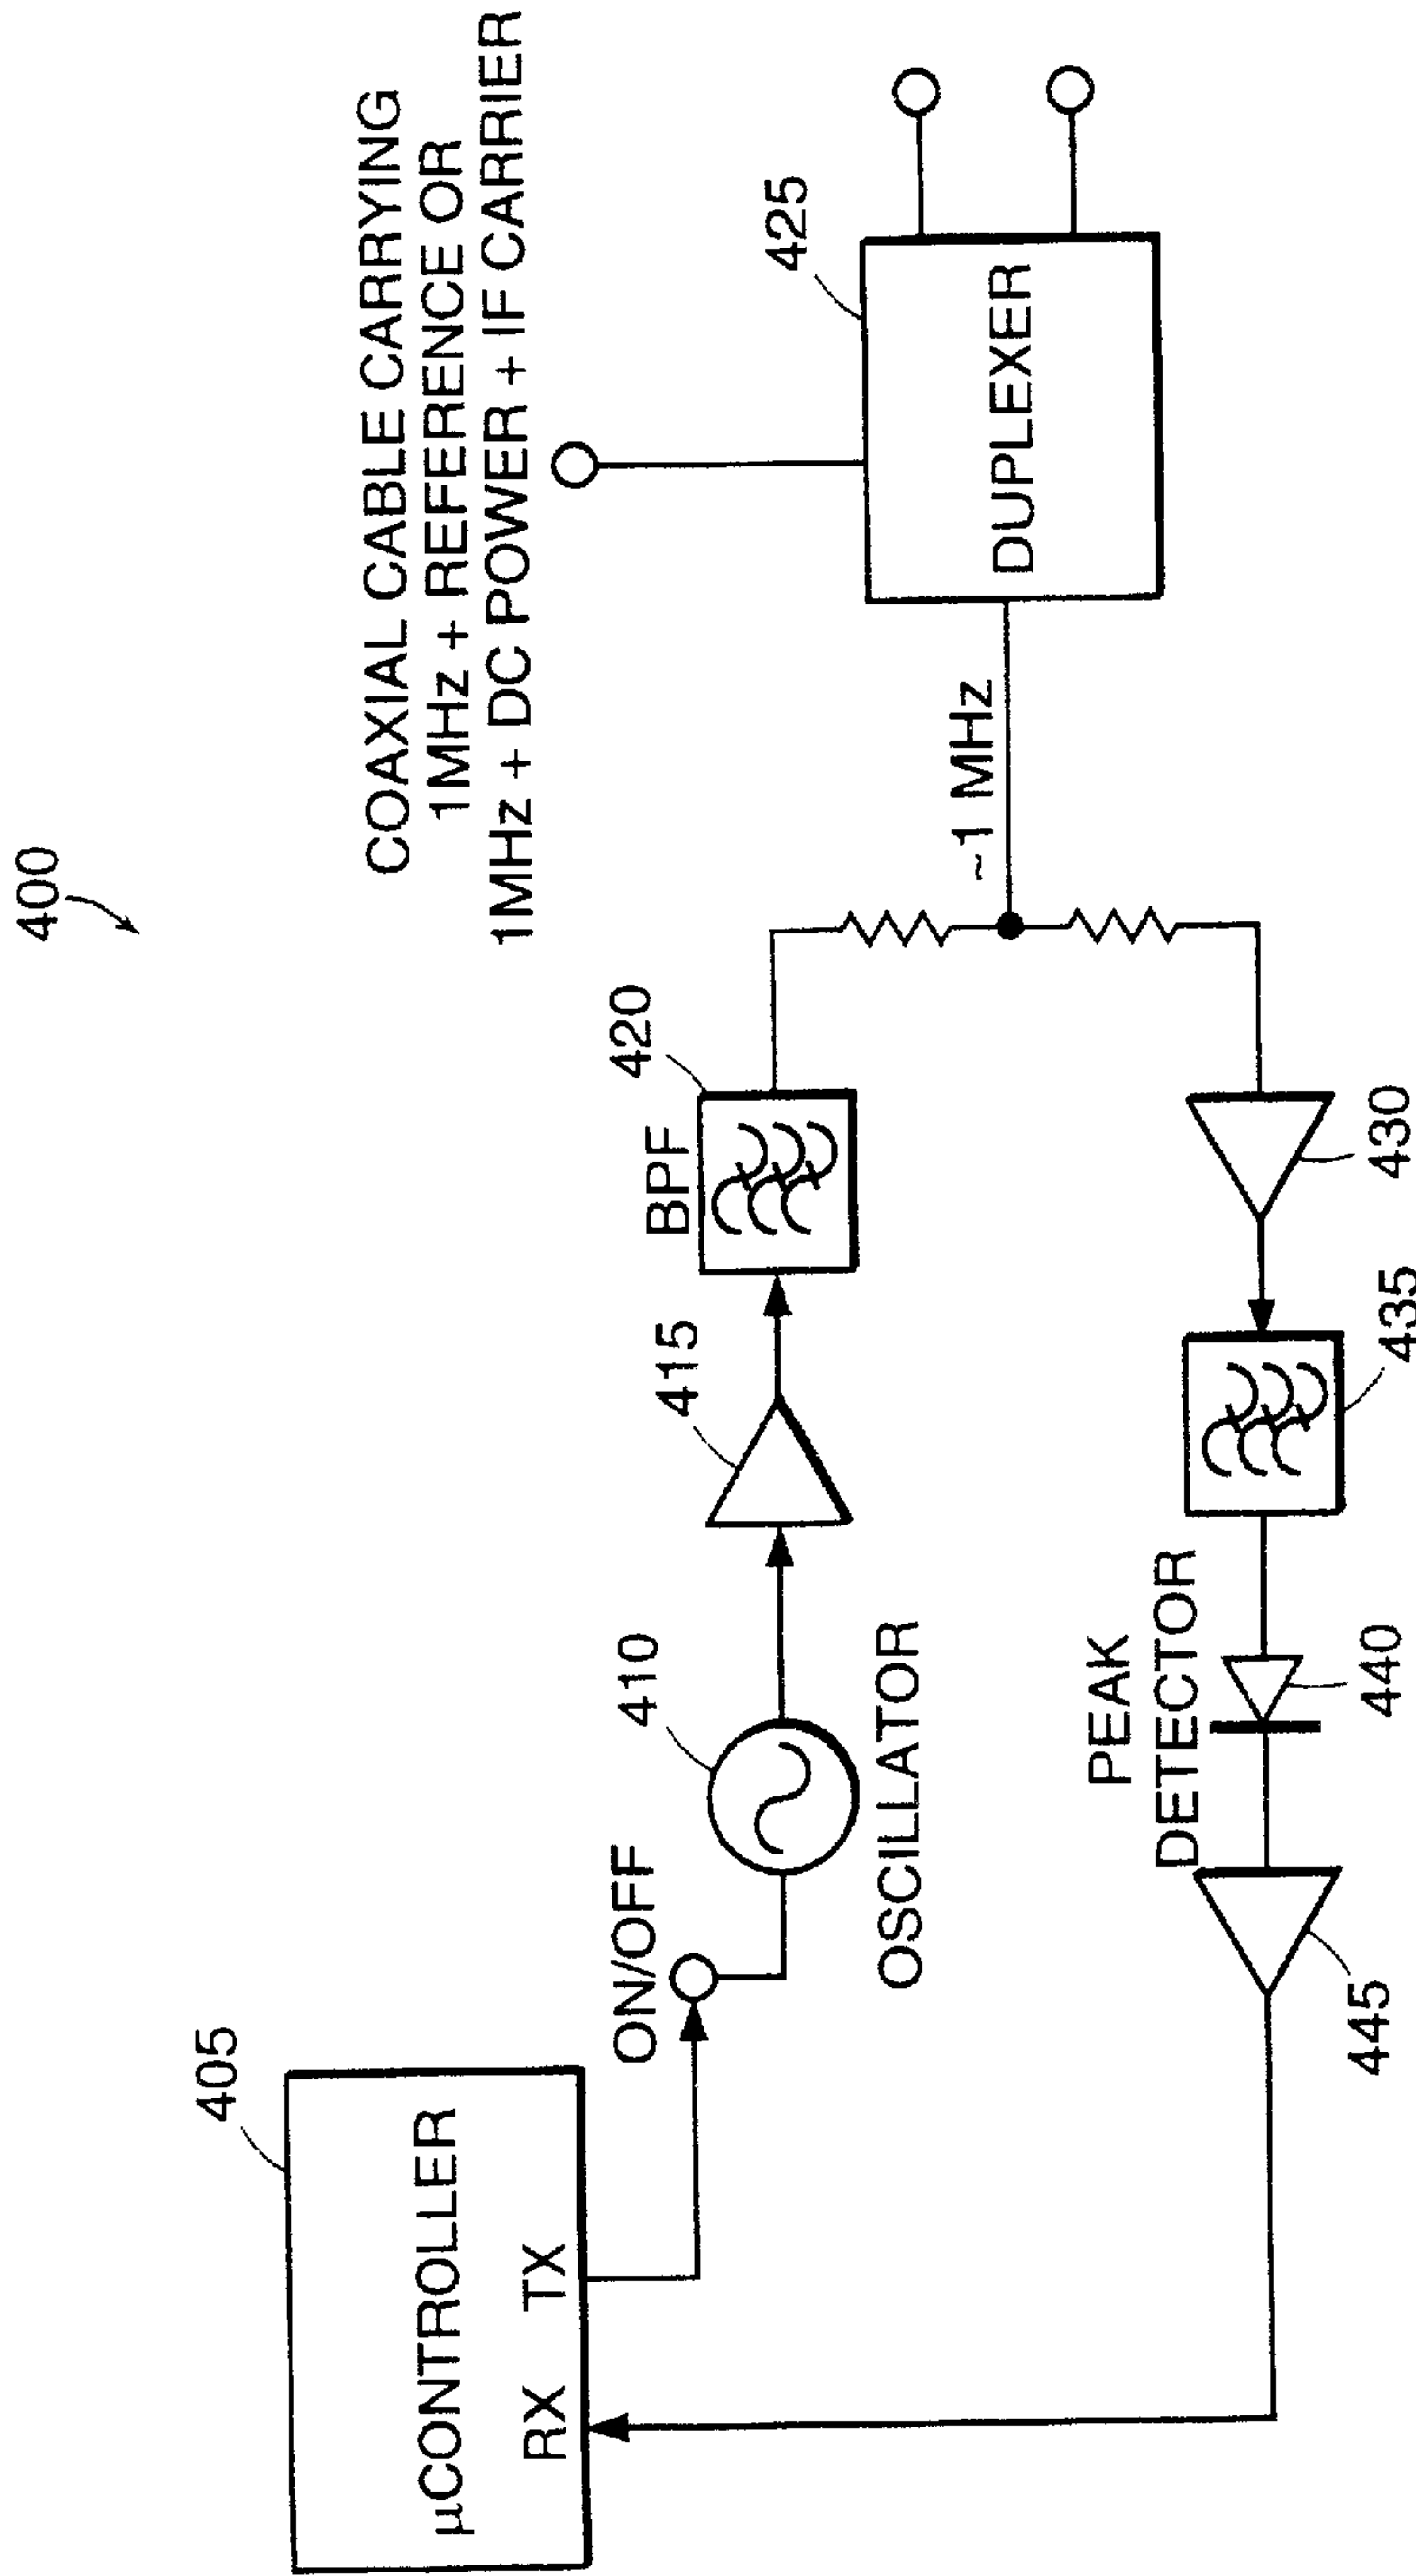 400
COAXIAL CABLE CARRYING
1MHz + REFERENCE OR
1MHz + DC POWER + IF CARRIER
405
µCONTROLLER
RX TX
ON/OFF
410
OSCILLATOR
415
BPF
420
~1 MHz
425
DUPLEXER
PEAK
DETECTOR
445
440
435
430